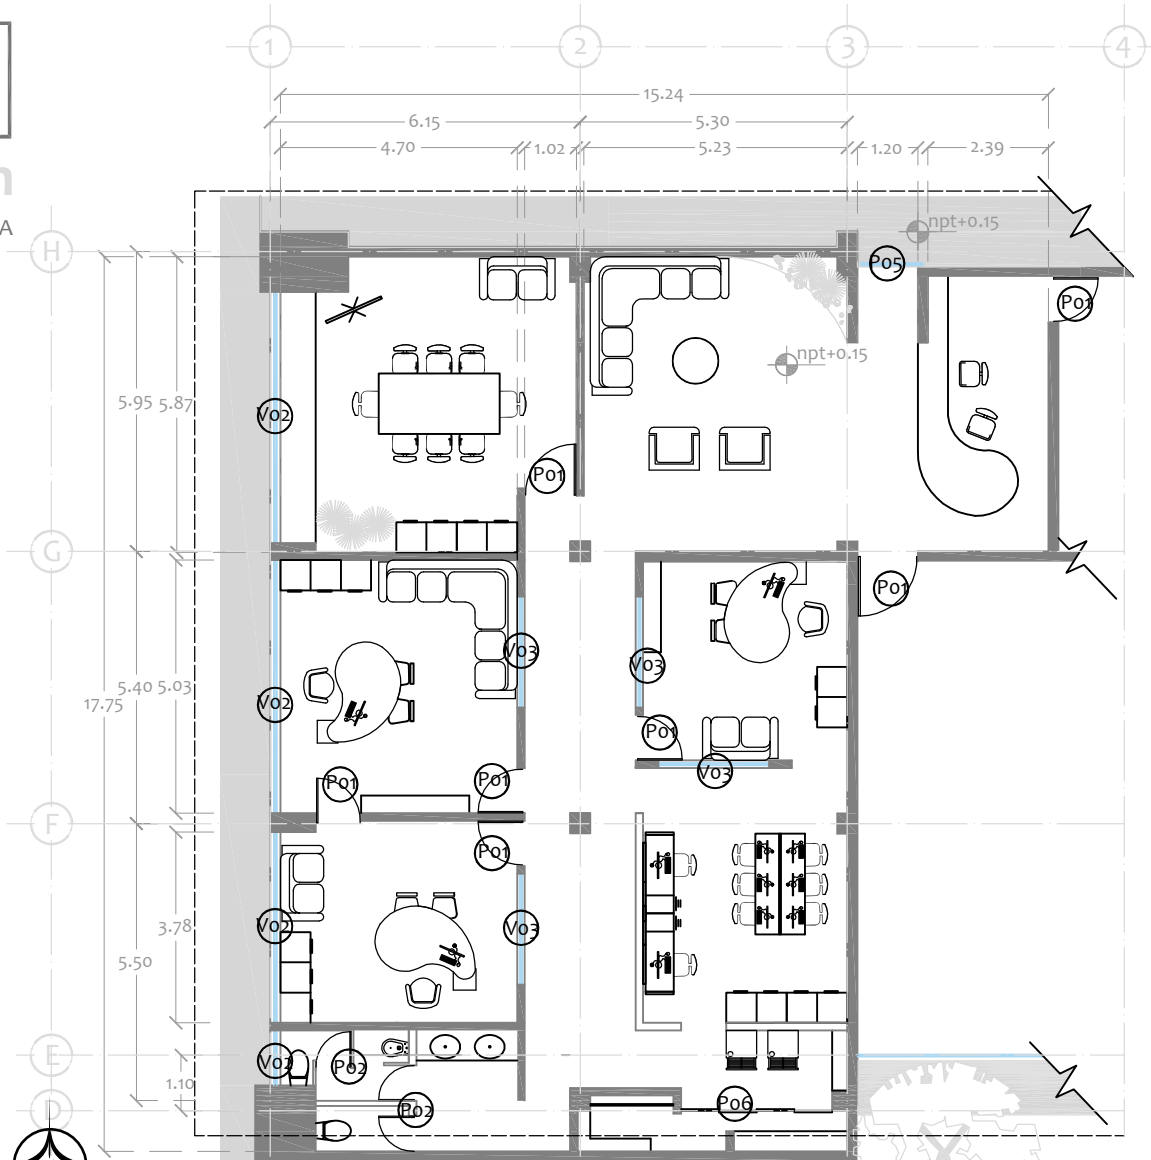 1 2 3 4
15.24
6.15 5.30
4.70 1.02 5.23 1.20 2.39
n
A
npt+0.15
H
P05
P01
npt+0.15
5.95 5.87
V02
P01
G
P01
V03 V03
5.40 5.03
17.75
V02
P01
V03
P01 P01
F
P01
3.78
V02 V03
5.50
E
V02 P02
1.10
D
P02 P06